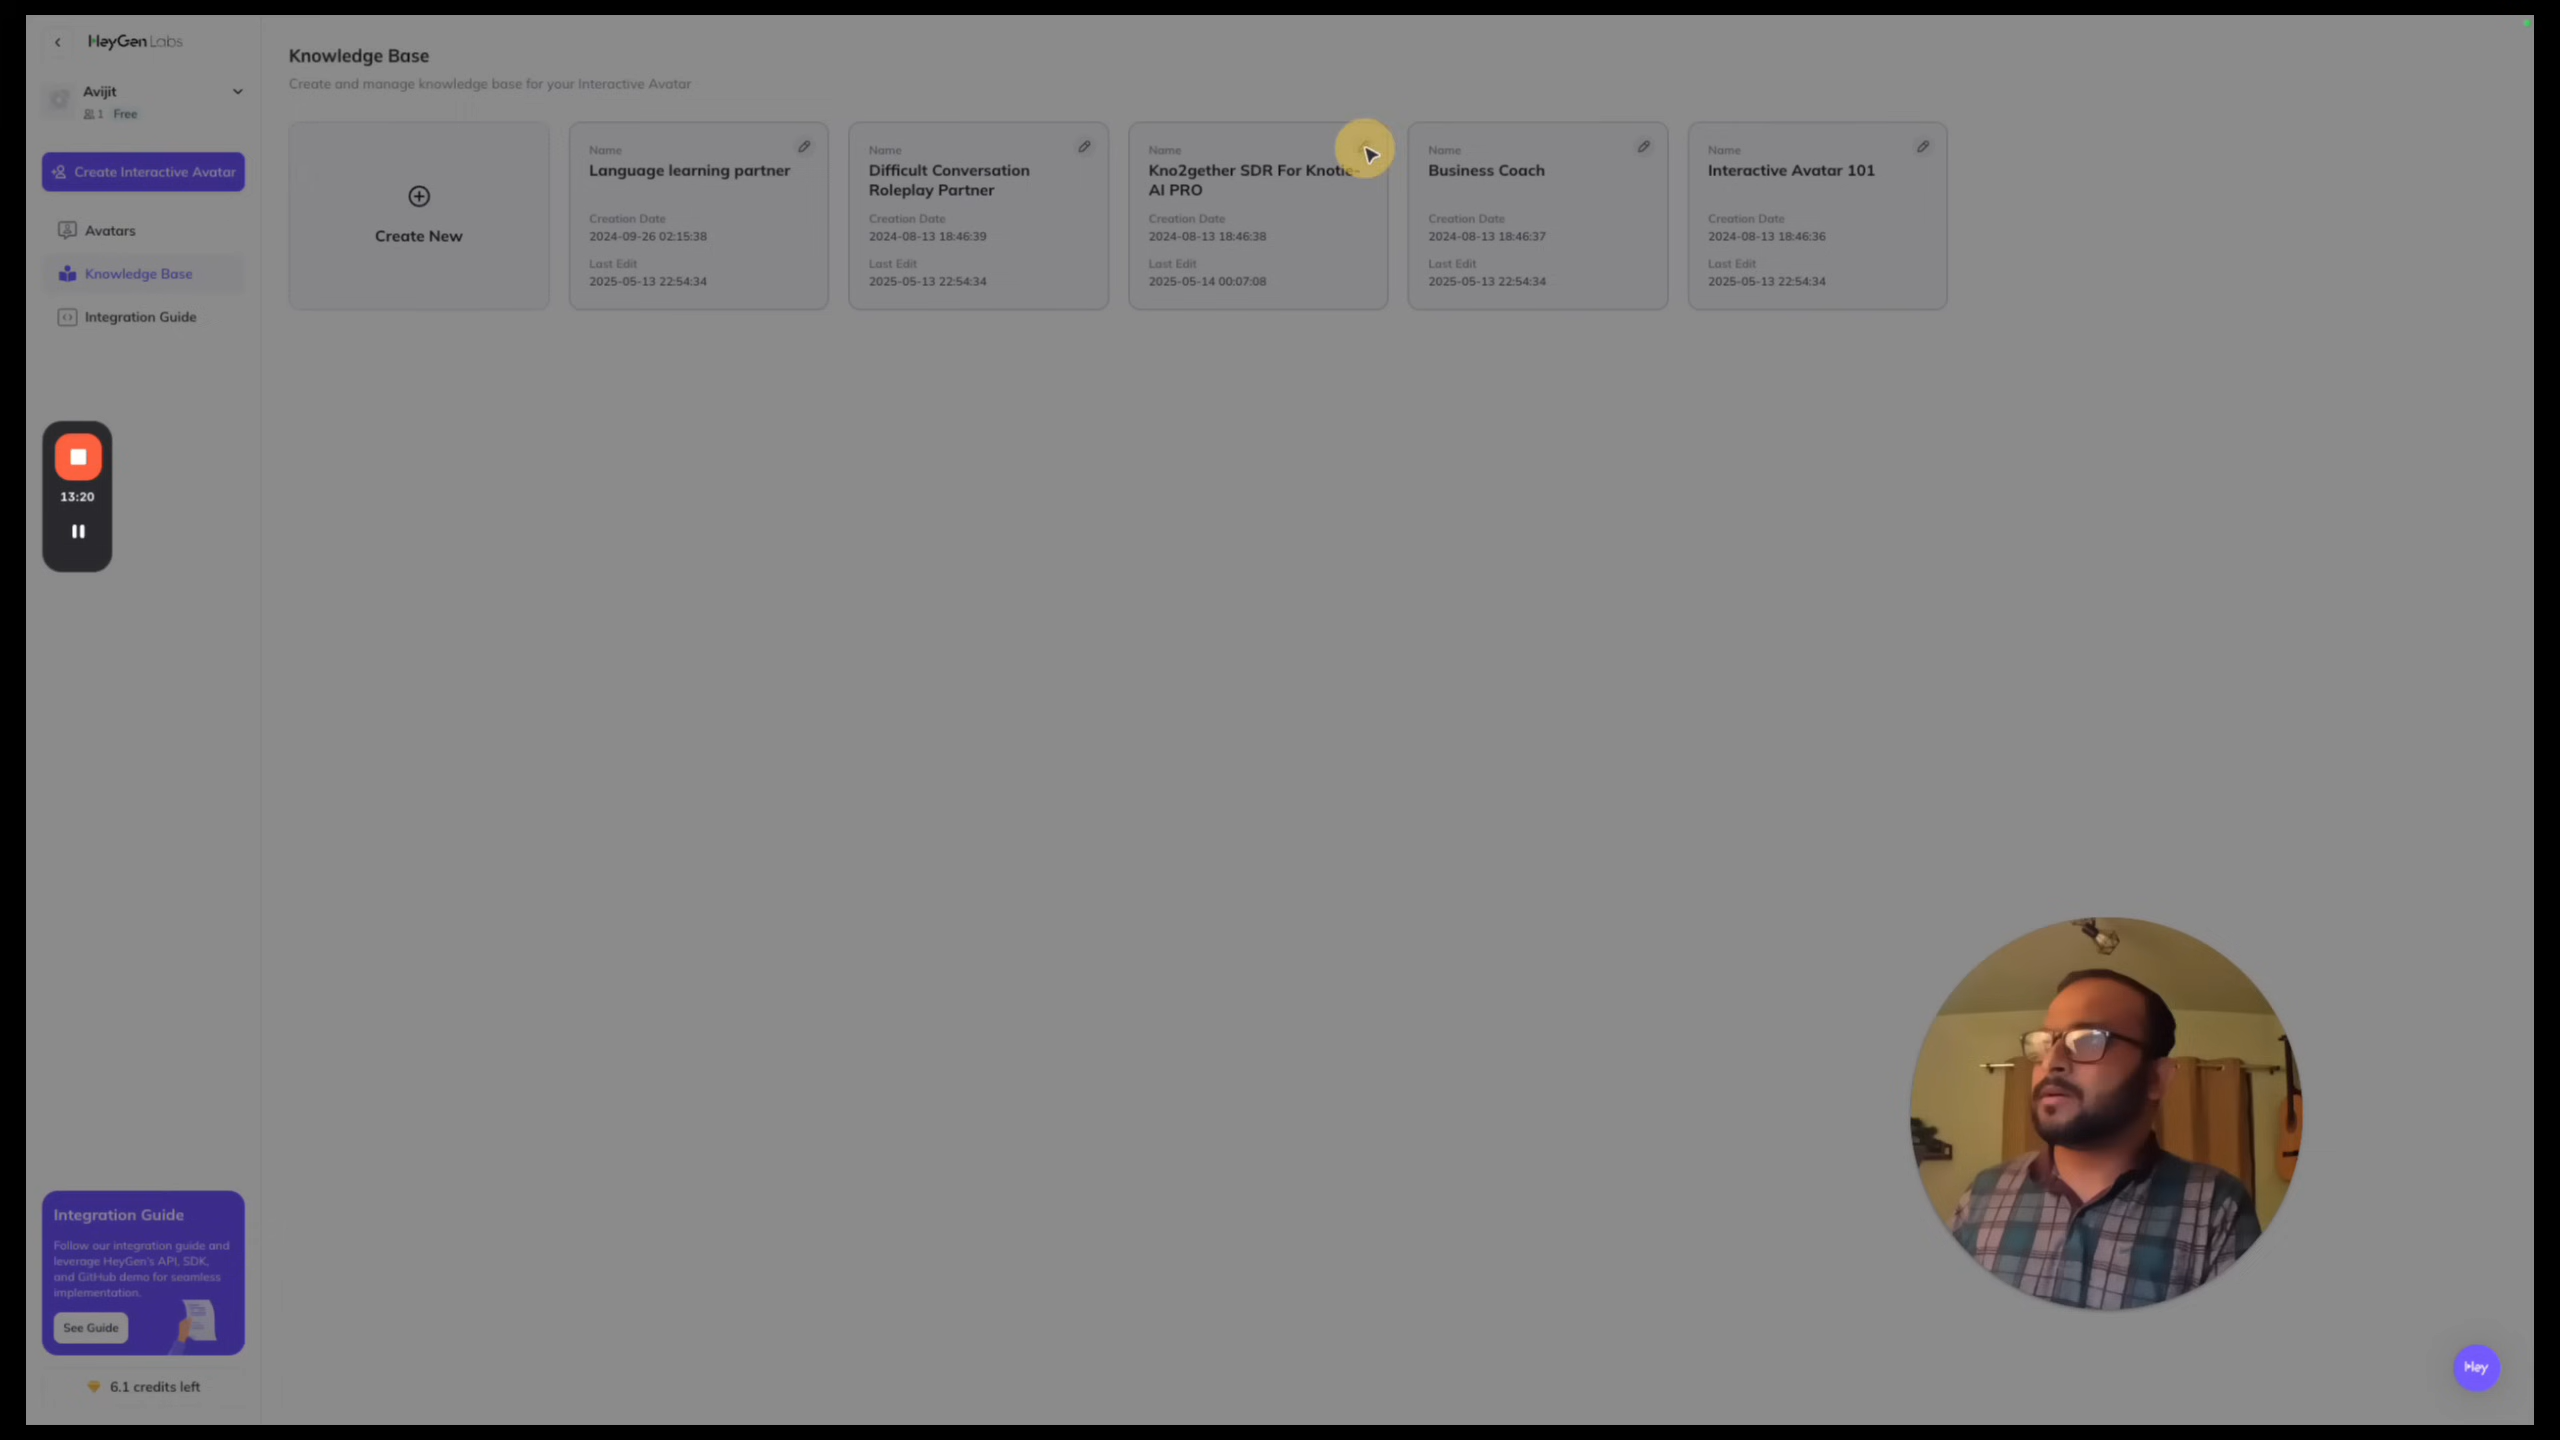 HeyGen Labs
Avijit
1 Free
Create Interactive Avatar
Avatars
Knowledge Base
Integration Guide
13:20
Integration Guide
Follow our integration guide and
leverage HeyGen's API, SDK,
and GitHub demo for seamless
implementation.
See Guide
6.1 credits left
Knowledge Base
Create and manage knowledge base for your Interactive Avatar
Create New
Name
Language learning partner
Creation Date
2024-09-26 02:15:38
Last Edit
2025-05-13 22:54:34
Name
Difficult Conversation
Roleplay Partner
Creation Date
2024-08-13 18:46:39
Last Edit
2025-05-13 22:54:34
Name
Kno2gether SDR For
AI PRO
Creation Date
2024-08-13 18:46:38
Last Edit
2025-05-14 00:07:08
Name
Business Coach
Creation Date
2024-08-13 18:46:37
Last Edit
2025-05-13 22:54:34
Name
Interactive Avatar 101
Creation Date
2024-08-13 18:46:36
Last Edit
2025-05-13 22:54:34
Hey